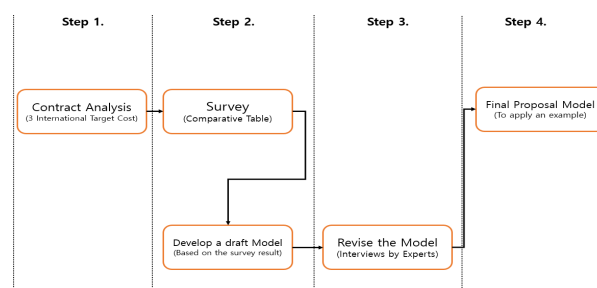 Step 1.
Step 2.
Step 3.
Step 4.
Contract Analysis
(3 International Target Cost)
Survey
(Comparative Table)
Final Proposal Model
(To apply an example)
Develop a draft Model
(Based on the survey result)
Revise the Model
(Interviews by Experts)